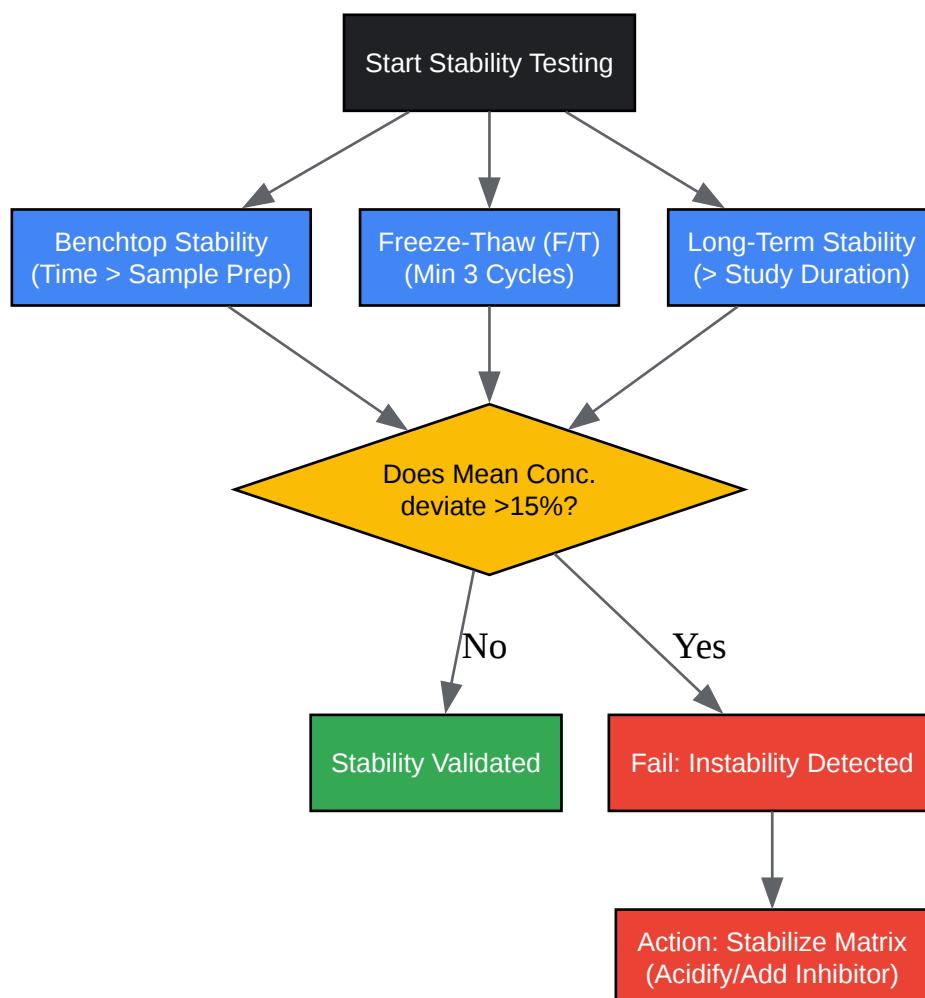 Start Stability Testing
Benchtop Stability
(Time > Sample Prep)
Freeze-Thaw (F/T)
(Min 3 Cycles)
Long-Term Stability
(> Study Duration)
Does Mean Conc.
deviate >15%?
No
Yes
Stability Validated
Fail: Instability Detected
Action: Stabilize Matrix
(Acidify/Add Inhibitor)